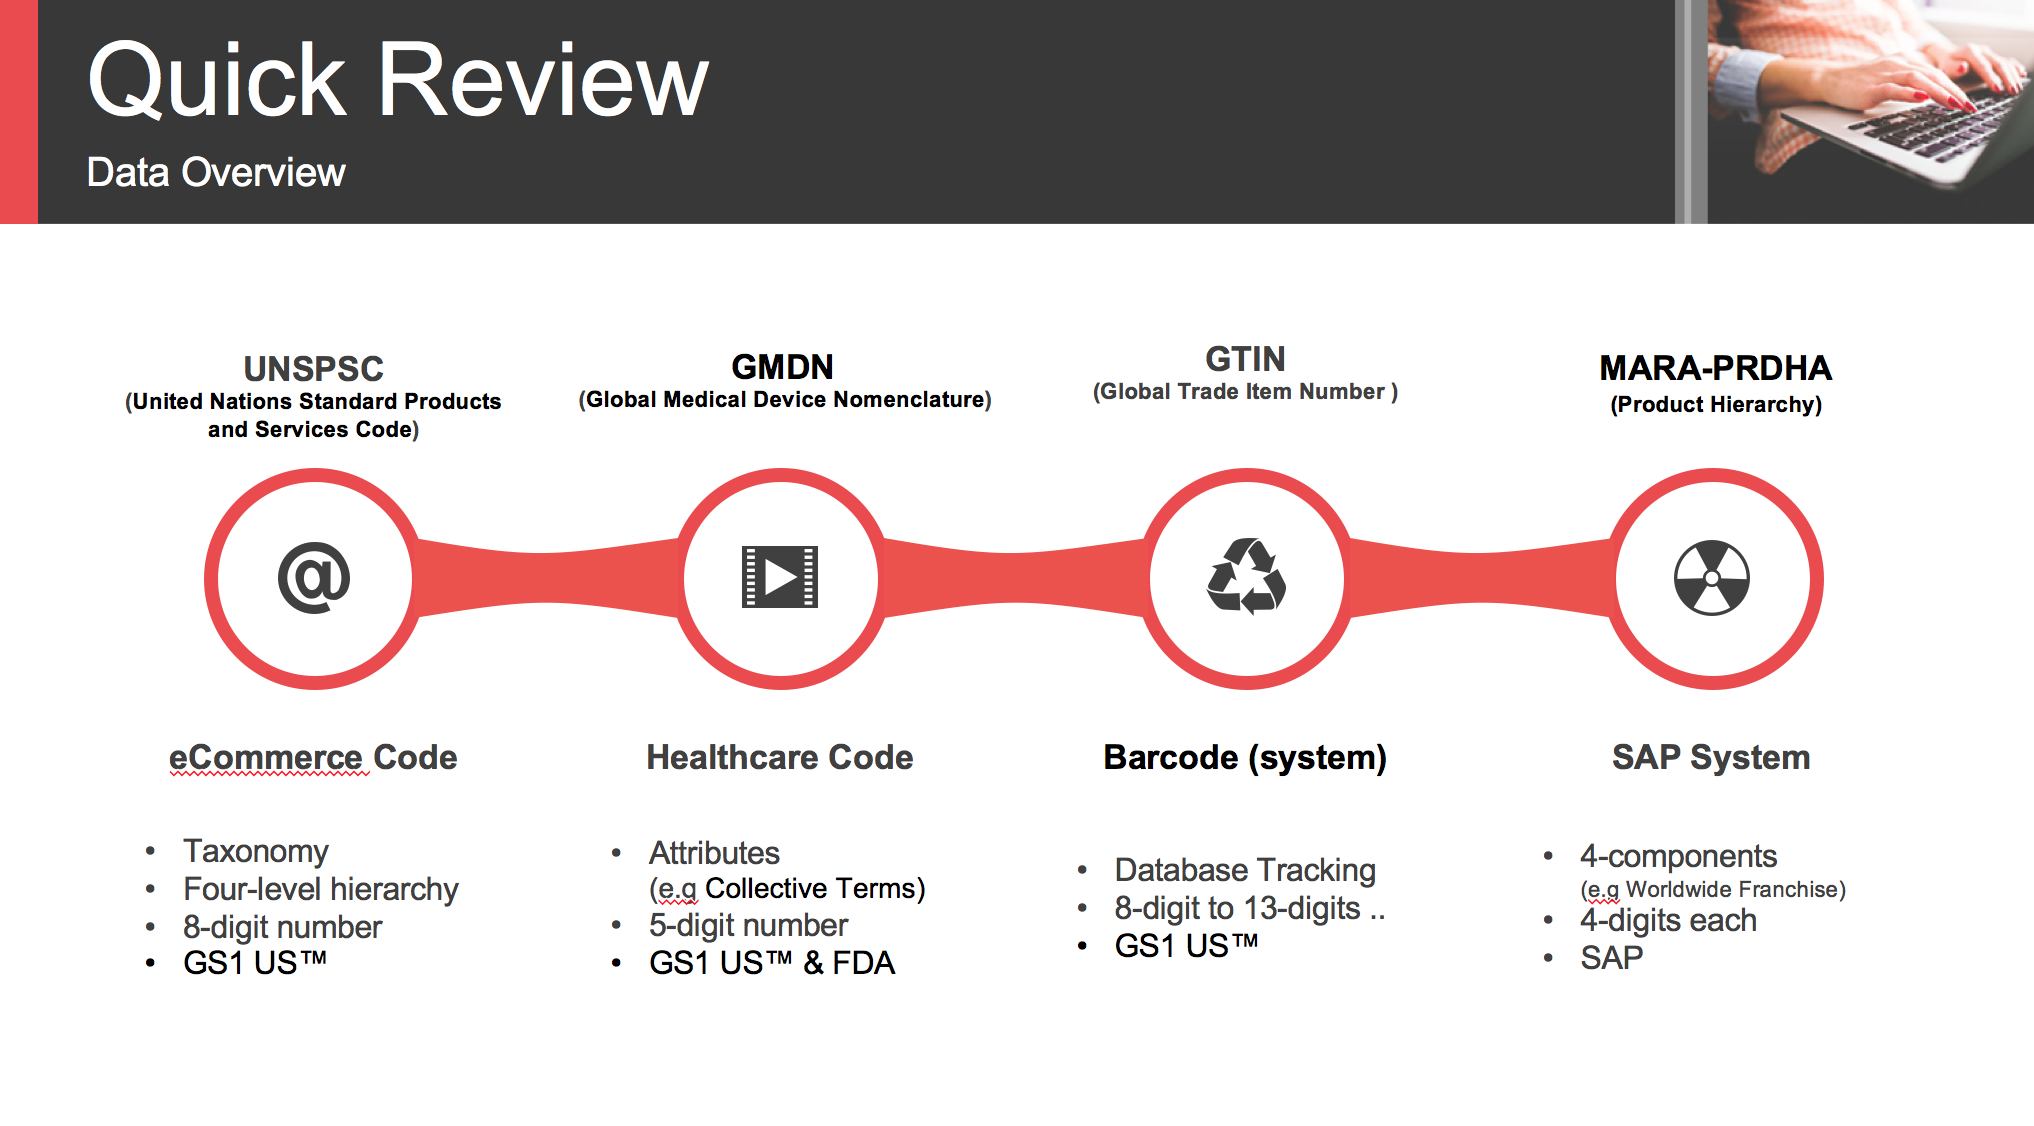 Quick Review
Data Overview
UNSPSC
(United Nations Standard Products
and Services Code)
GMDN
(Global Medical Device Nomenclature)
GTIN
(Global Trade Item Number )
MARA-PRDHA
(Product Hierarchy)
@
eCommerce Code
Healthcare Code
Barcode (system)
SAP System
• Taxonomy
• Four-level hierarchy
• 8-digit number
• GS1 US™
• Attributes
(e.g Collective Terms)
• 5-digit number
• GS1 US™ & FDA
• Database Tracking
• 8-digit to 13-digits ..
• GS1 US™
• 4-components
(e.g Worldwide Franchise)
• 4-digits each
• SAP